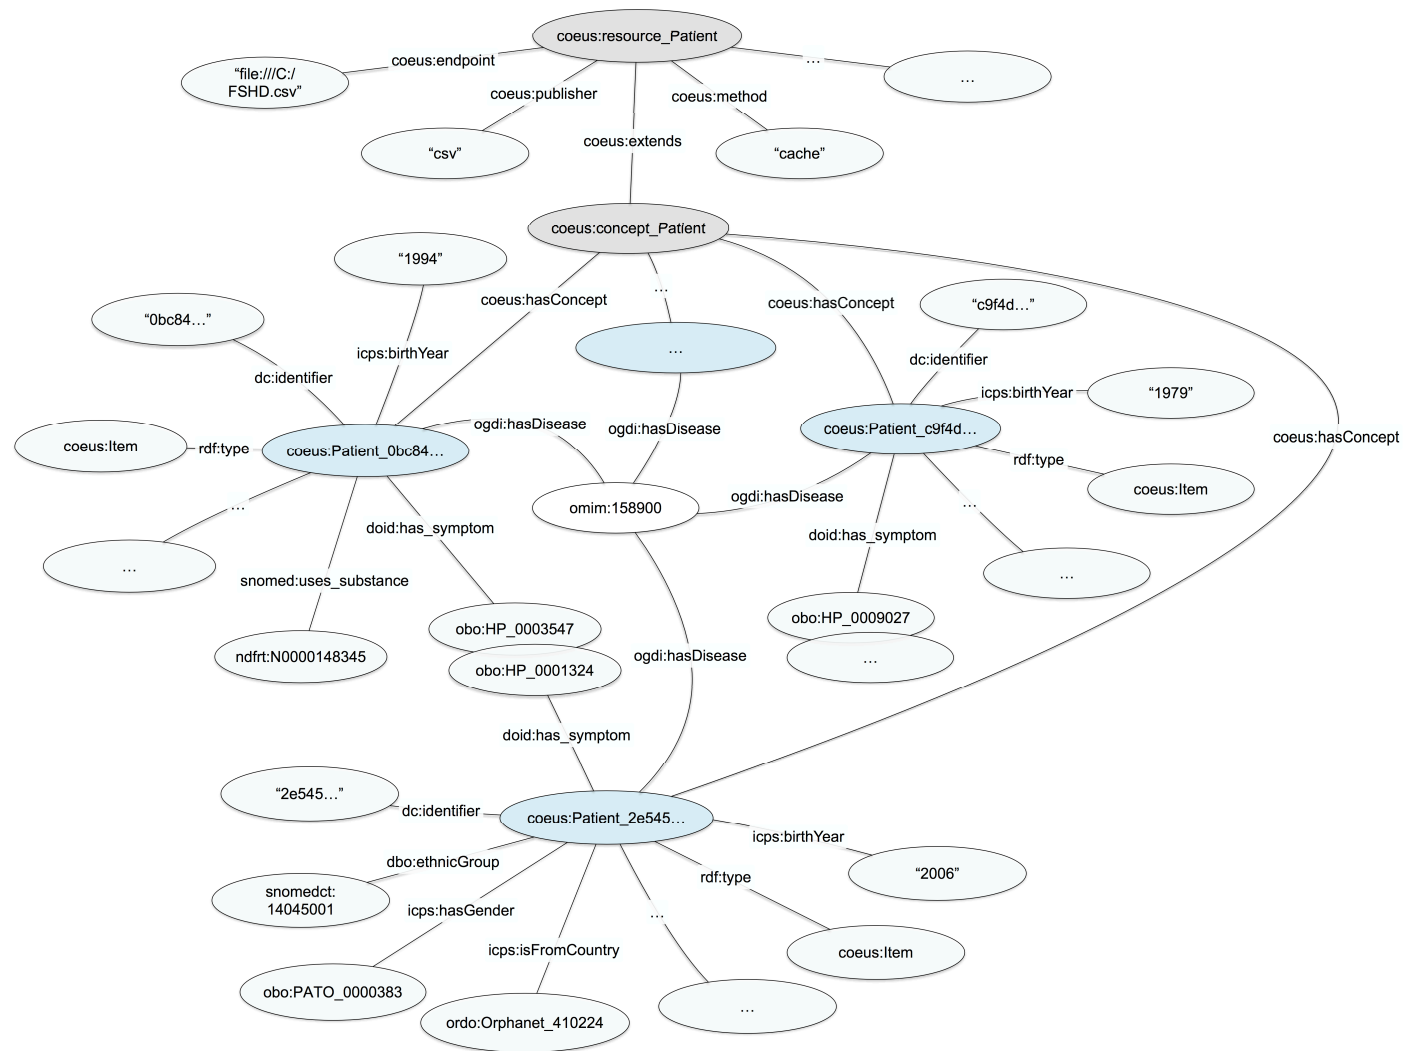 coeus:resource_Patient
coeus:endpoint
…
“file:///C:/
FSHD.csv”
…
coeus:publisher
coeus:method
coeus:extends
“csv”
“cache”
coeus:concept_Patient
“1994”
…
coeus:hasConcept
coeus:hasConcept
“c9f4d…”
“0bc84…”
icps:birthYear
…
dc:identifier
dc:identifier
icps:birthYear
“1979”
ogdi:hasDisease
ogdi:hasDisease
coeus:Patient_c9f4d…
coeus:hasConcept
coeus:Item
rdf:type
coeus:Patient_0bc84…
rdf:type
coeus:Item
ogdi:hasDisease
…
omim:158900
…
doid:has_symptom
doid:has_symptom
…
snomed:uses_substance
…
obo:HP_0009027
obo:HP_0003547
ndfrt:N0000148345
ogdi:hasDisease
…
obo:HP_0001324
doid:has_symptom
“2e545…”
dc:identifier
coeus:Patient_2e545…
icps:birthYear
dbo:ethnicGroup
“2006”
rdf:type
snomedct:
14045001
icps:hasGender
…
icps:isFromCountry
coeus:Item
obo:PATO_0000383
…
ordo:Orphanet_410224